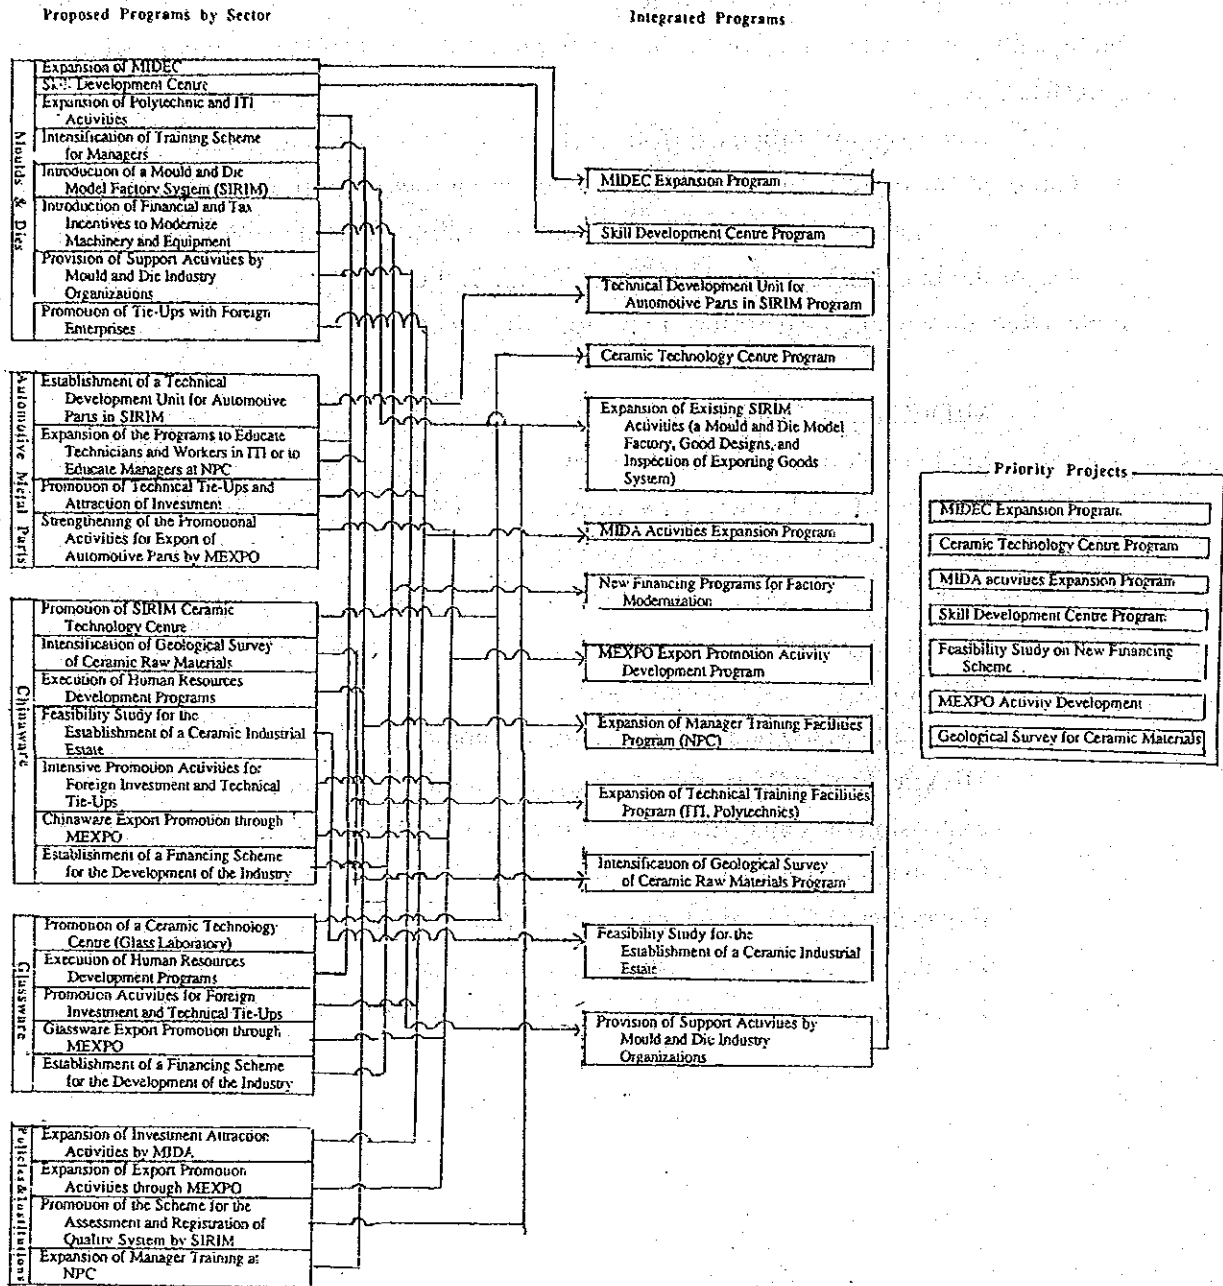 Proposed Programs by Sector
Integrated Programs
Moulds & Dies
Expansion of MIDEC
Skill Development Centre
Expansion of Polytechnic and ITI
Activities
Intensification of Training Scheme
for Managers
Introduction of a Mould and Die
Model Factory System (SIRIM)
Introduction of Financial and Tax
Incentives to Modernize
Machinery and Equipment
Provision of Support Activities by
Mould and Die Industry
Organizations
Promotion of Tie-Ups with Foreign
Enterprises
Automotive Metal Parts
Establishment of a Technical
Development Unit for Automotive
Parts in SIRIM
Expansion of the Programs to Educate
Technicians and Workers in ITI or to
Educate Managers at NPC
Promotion of Technical Tie-Ups and
Attraction of Investment
Strengthening of the Promotional
Activities for Export of
Automotive Parts by MEXPO
Chinaware
Promotion of SIRIM Ceramic
Technology Centre
Intensification of Geological Survey
of Ceramic Raw Materials
Execution of Human Resources
Development Programs
Feasibility Study for the
Establishment of a Ceramic Industrial
Estate
Intensive Promotion Activities for
Foreign Investment and Technical
Tie-Ups
Chinaware Export Promotion through
MEXPO
Establishment of a Financing Scheme
for the Development of the Industry
Glassware
Promotion of a Ceramic Technology
Centre (Glass Laboratory)
Execution of Human Resources
Development Programs
Promotion Activities for Foreign
Investment and Technical Tie-Ups
Glassware Export Promotion through
MEXPO
Establishment of a Financing Scheme
for the Development of the Industry
Policies & Institutions
Expansion of Investment Attraction
Activities by MIDA
Expansion of Export Promotion
Activities through MEXPO
Promotion of the Scheme for the
Assessment and Registration of
Quality System by SIRIM
Expansion of Manager Training at
NPC
MIDEC Expansion Program
Skill Development Centre Program
Technical Development Unit for
Automotive Parts in SIRIM Program
Ceramic Technology Centre Program
Expansion of Existing SIRIM
Activities (a Mould and Die Model
Factory, Good Designs, and
Inspection of Exporting Goods
System)
MIDA Activities Expansion Program
New Financing Programs for Factory
Modernization
MEXPO Export Promotion Activity
Development Program
Expansion of Manager Training Facilities
Program (NPC)
Expansion of Technical Training Facilities
Program (ITI, Polytechnics)
Intensification of Geological Survey
of Ceramic Raw Materials Program
Feasibility Study for the
Establishment of a Ceramic Industrial
Estate
Provision of Support Activities by
Mould and Die Industry
Organizations
Priority Projects
MIDEC Expansion Program
Ceramic Technology Centre Program
MIDA activities Expansion Program
Skill Development Centre Program
Feasibility Study on New Financing
Scheme
MEXPO Activity Development
Geological Survey for Ceramic Materials